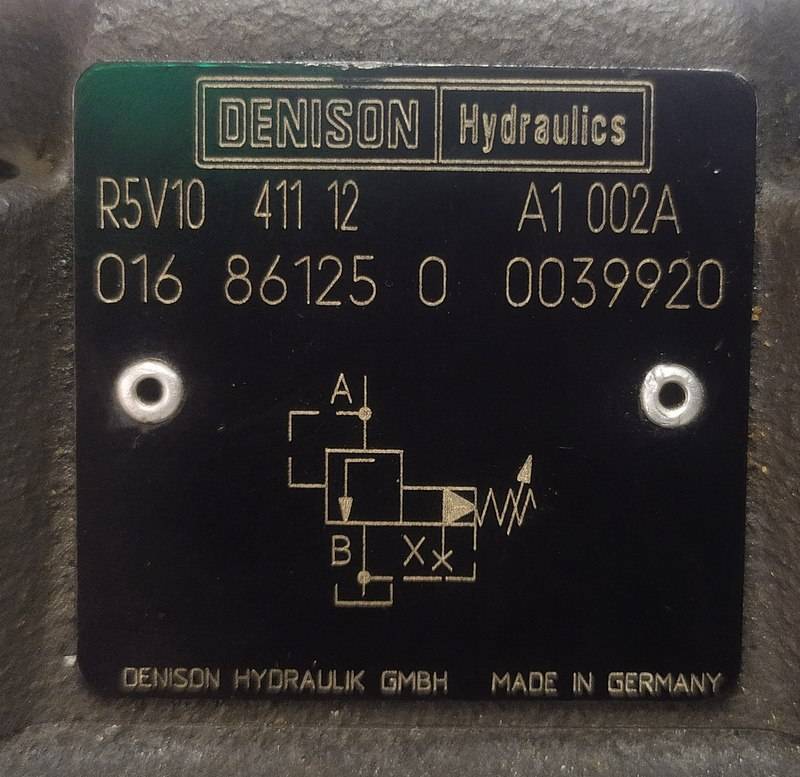 DENISON Hydraulics
R5V10 411 12 A1 002A
016 86125 0 0039920
A
B X
DENISON HYDRAULIK GMBH MADE IN GERMANY